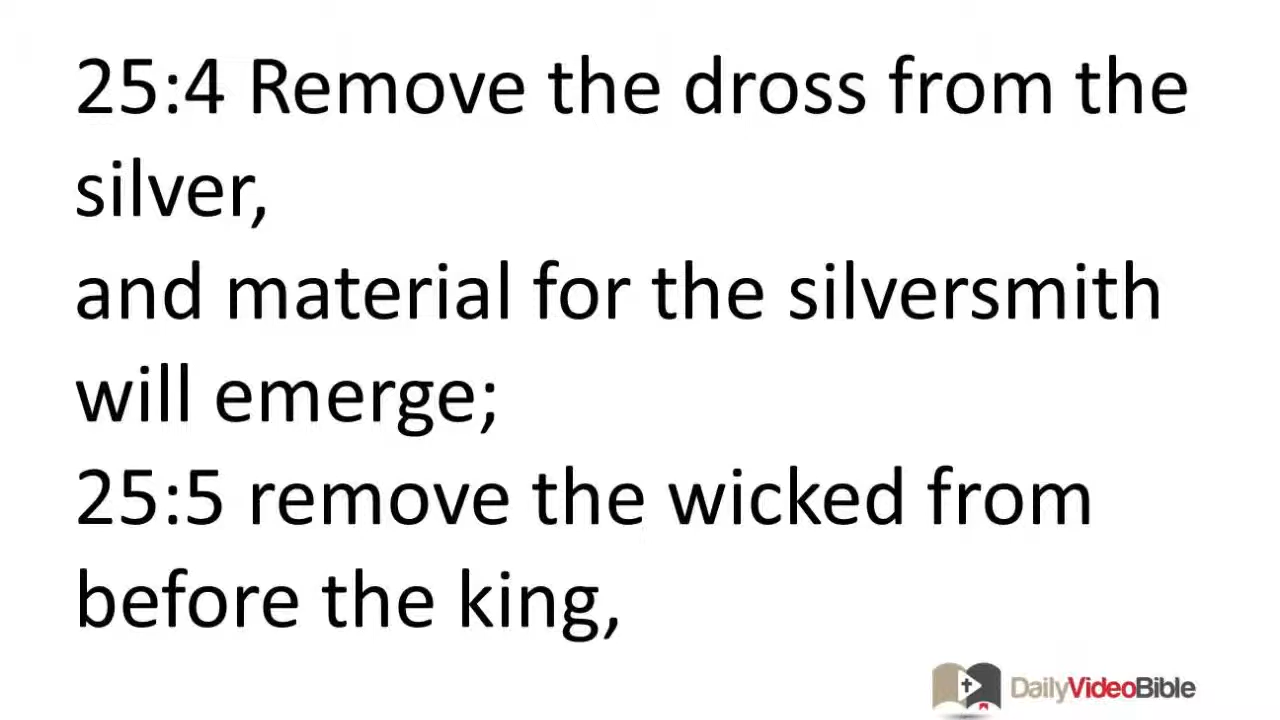 25:4 Remove the dross from the
silver,
and material for the silversmith
will emerge;
25:5 remove the wicked from
before the king,
DailyVideoBible